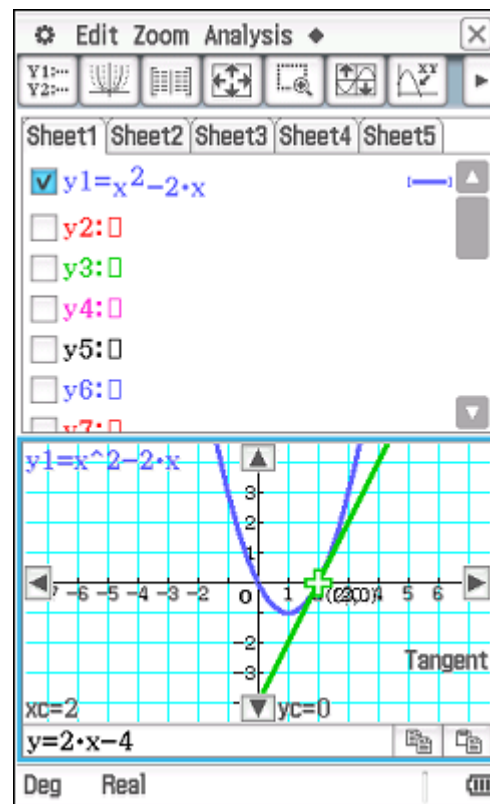 Edit Zoom Analysis
Y1:… Y2:… XY
Sheet1 Sheet2 Sheet3 Sheet4 Sheet5
y1=x²−2·x
y2:
y3:
y4:
y5:
y6:
y7:
y1=x^2−2·x
3
2
1
-6 -5 -4 -3 -2 0 1 5 6
-2
-3
Tangent
xc=2 yc=0
y=2·x−4
Deg Real